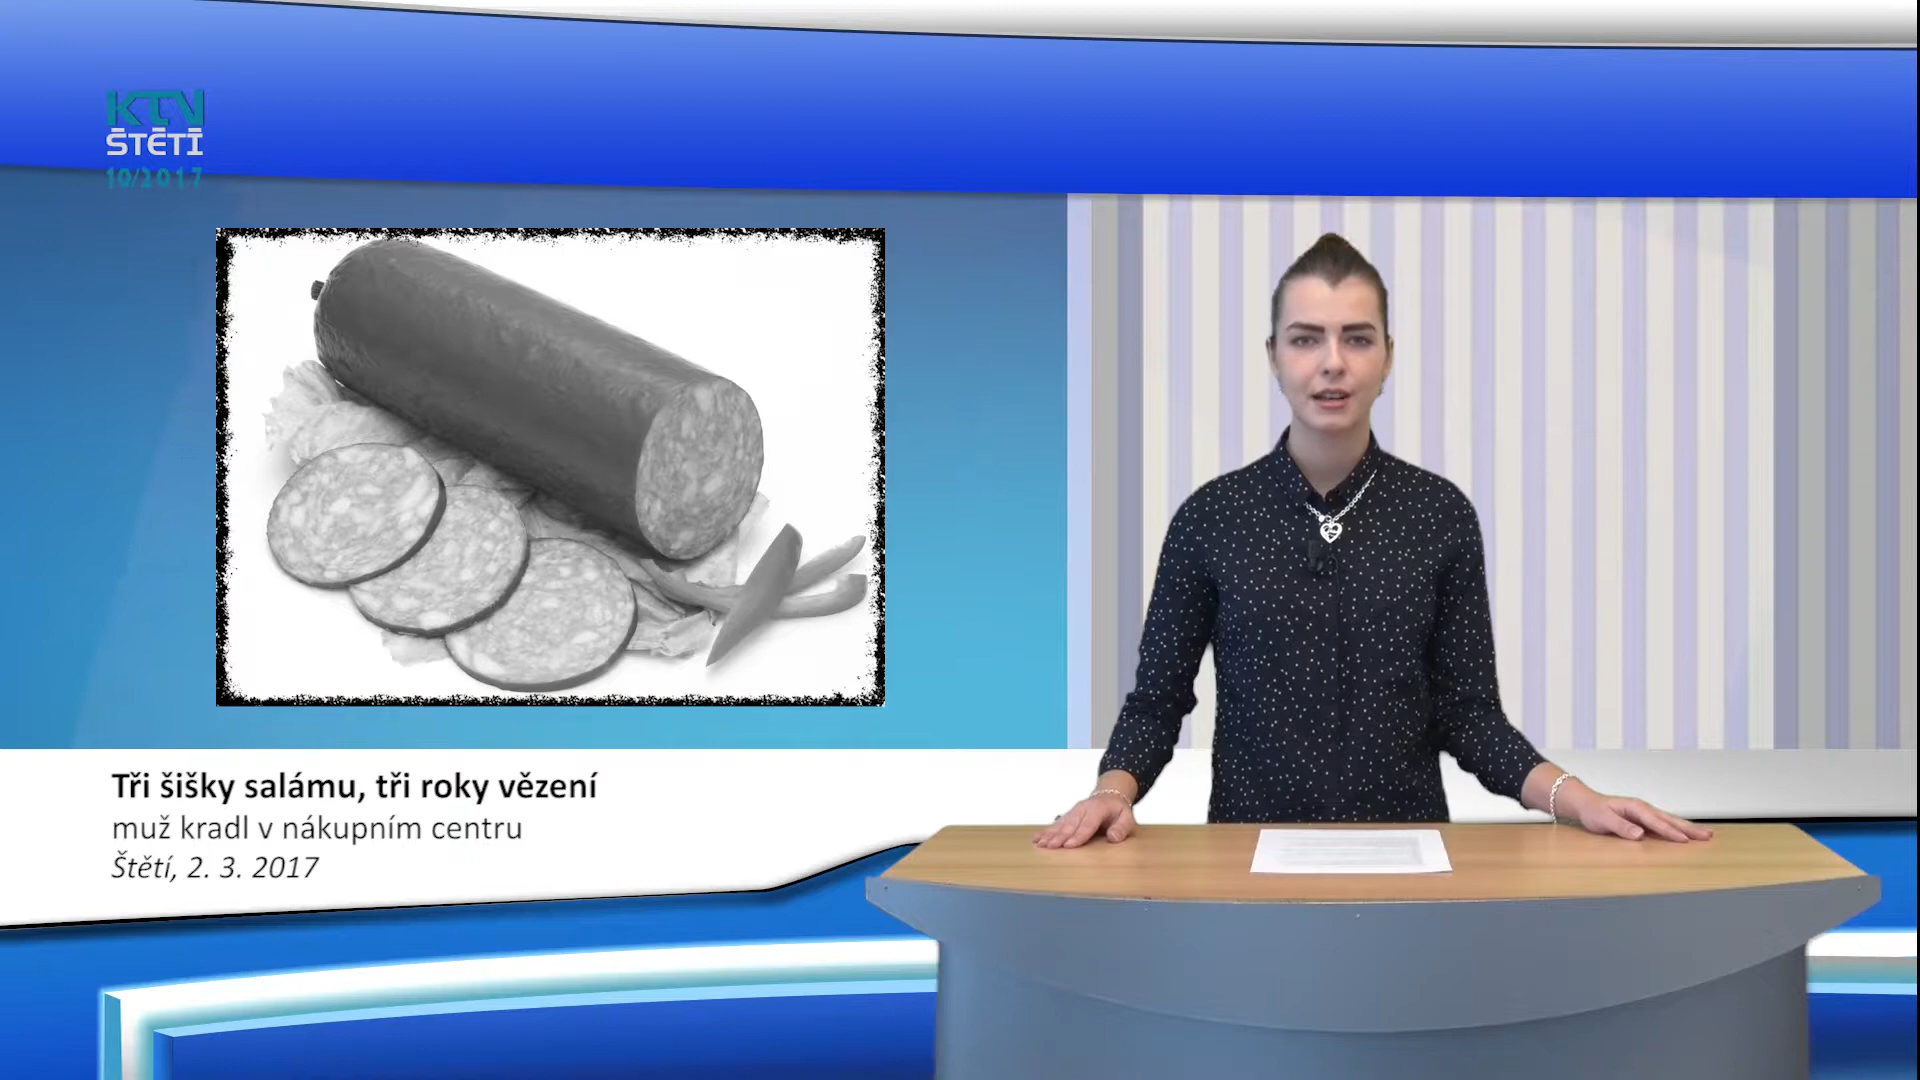 KTV
ŠTĚTÍ
10/2017
Tři šišky salámu, tři roky vězení
muž kradl v nákupním centru
Štětí, 2. 3. 2017